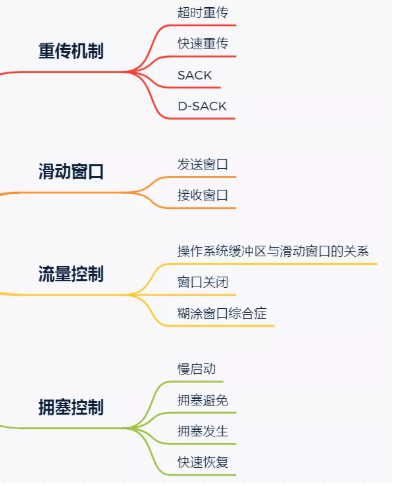 重传机制
超时重传
快速重传
SACK
D-SACK
滑动窗口
发送窗口
接收窗口
流量控制
操作系统缓冲区与滑动窗口的关系
窗口关闭
糊涂窗口综合症
拥塞控制
慢启动
拥塞避免
拥塞发生
快速恢复